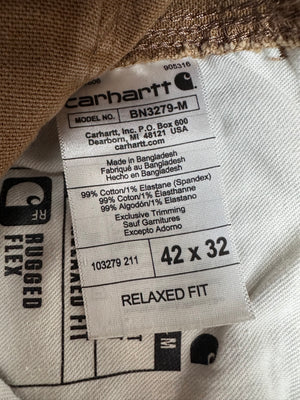 905316
carhartt
MODEL NO. BN3279-M
Carhartt, Inc. P.O. Box 600
Dearborn, MI 48121 USA
carhartt.com
Made in Bangladesh
Fabriqué au Bangladesh
Hecho en Bangladesh
99% Cotton/1% Elastane (Spandex)
99% Coton/1% Élasthanne
99% Algodón/1% Elastano
Exclusive Trimming
Sauf Garnitures
Excepto Adorno
103279 211 42 x 32
RELAXED FIT
RF
RUGGED
FLEX
FIT
M